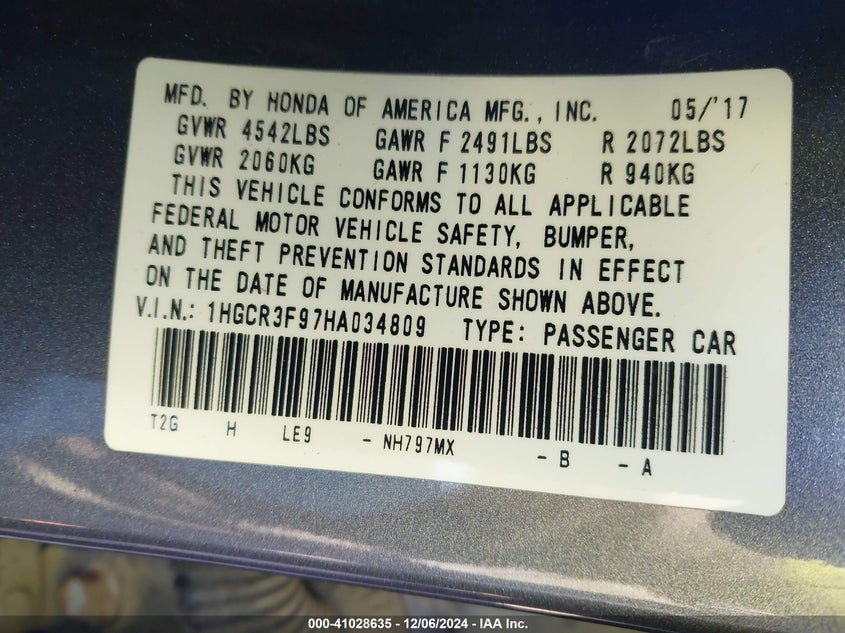 MFD. BY HONDA OF AMERICA MFG., INC. 05/'17
GVWR 4542LBS GAWR F 2491LBS R 2072LBS
GVWR 2060KG GAWR F 1130KG R 940KG
THIS VEHICLE CONFORMS TO ALL APPLICABLE
FEDERAL MOTOR VEHICLE SAFETY, BUMPER,
AND THEFT PREVENTION STANDARDS IN EFFECT
ON THE DATE OF MANUFACTURE SHOWN ABOVE.
V.I.N.: 1HGCR3F97HA034809 TYPE: PASSENGER CAR
T2G H LE9 - NH797MX - B - A
000-41028635 - 12/06/2024 - IAA Inc.